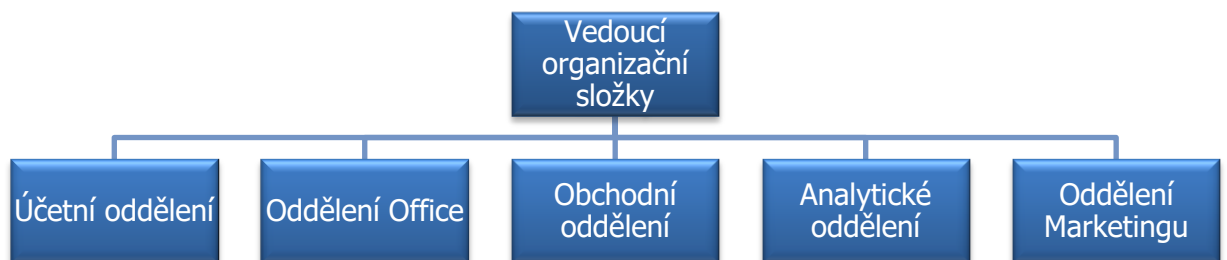 Vedoucí
organizační
složky
Účetní oddělení
Oddělení Office
Obchodní
oddělení
Analytické
oddělení
Oddělení
Marketingu